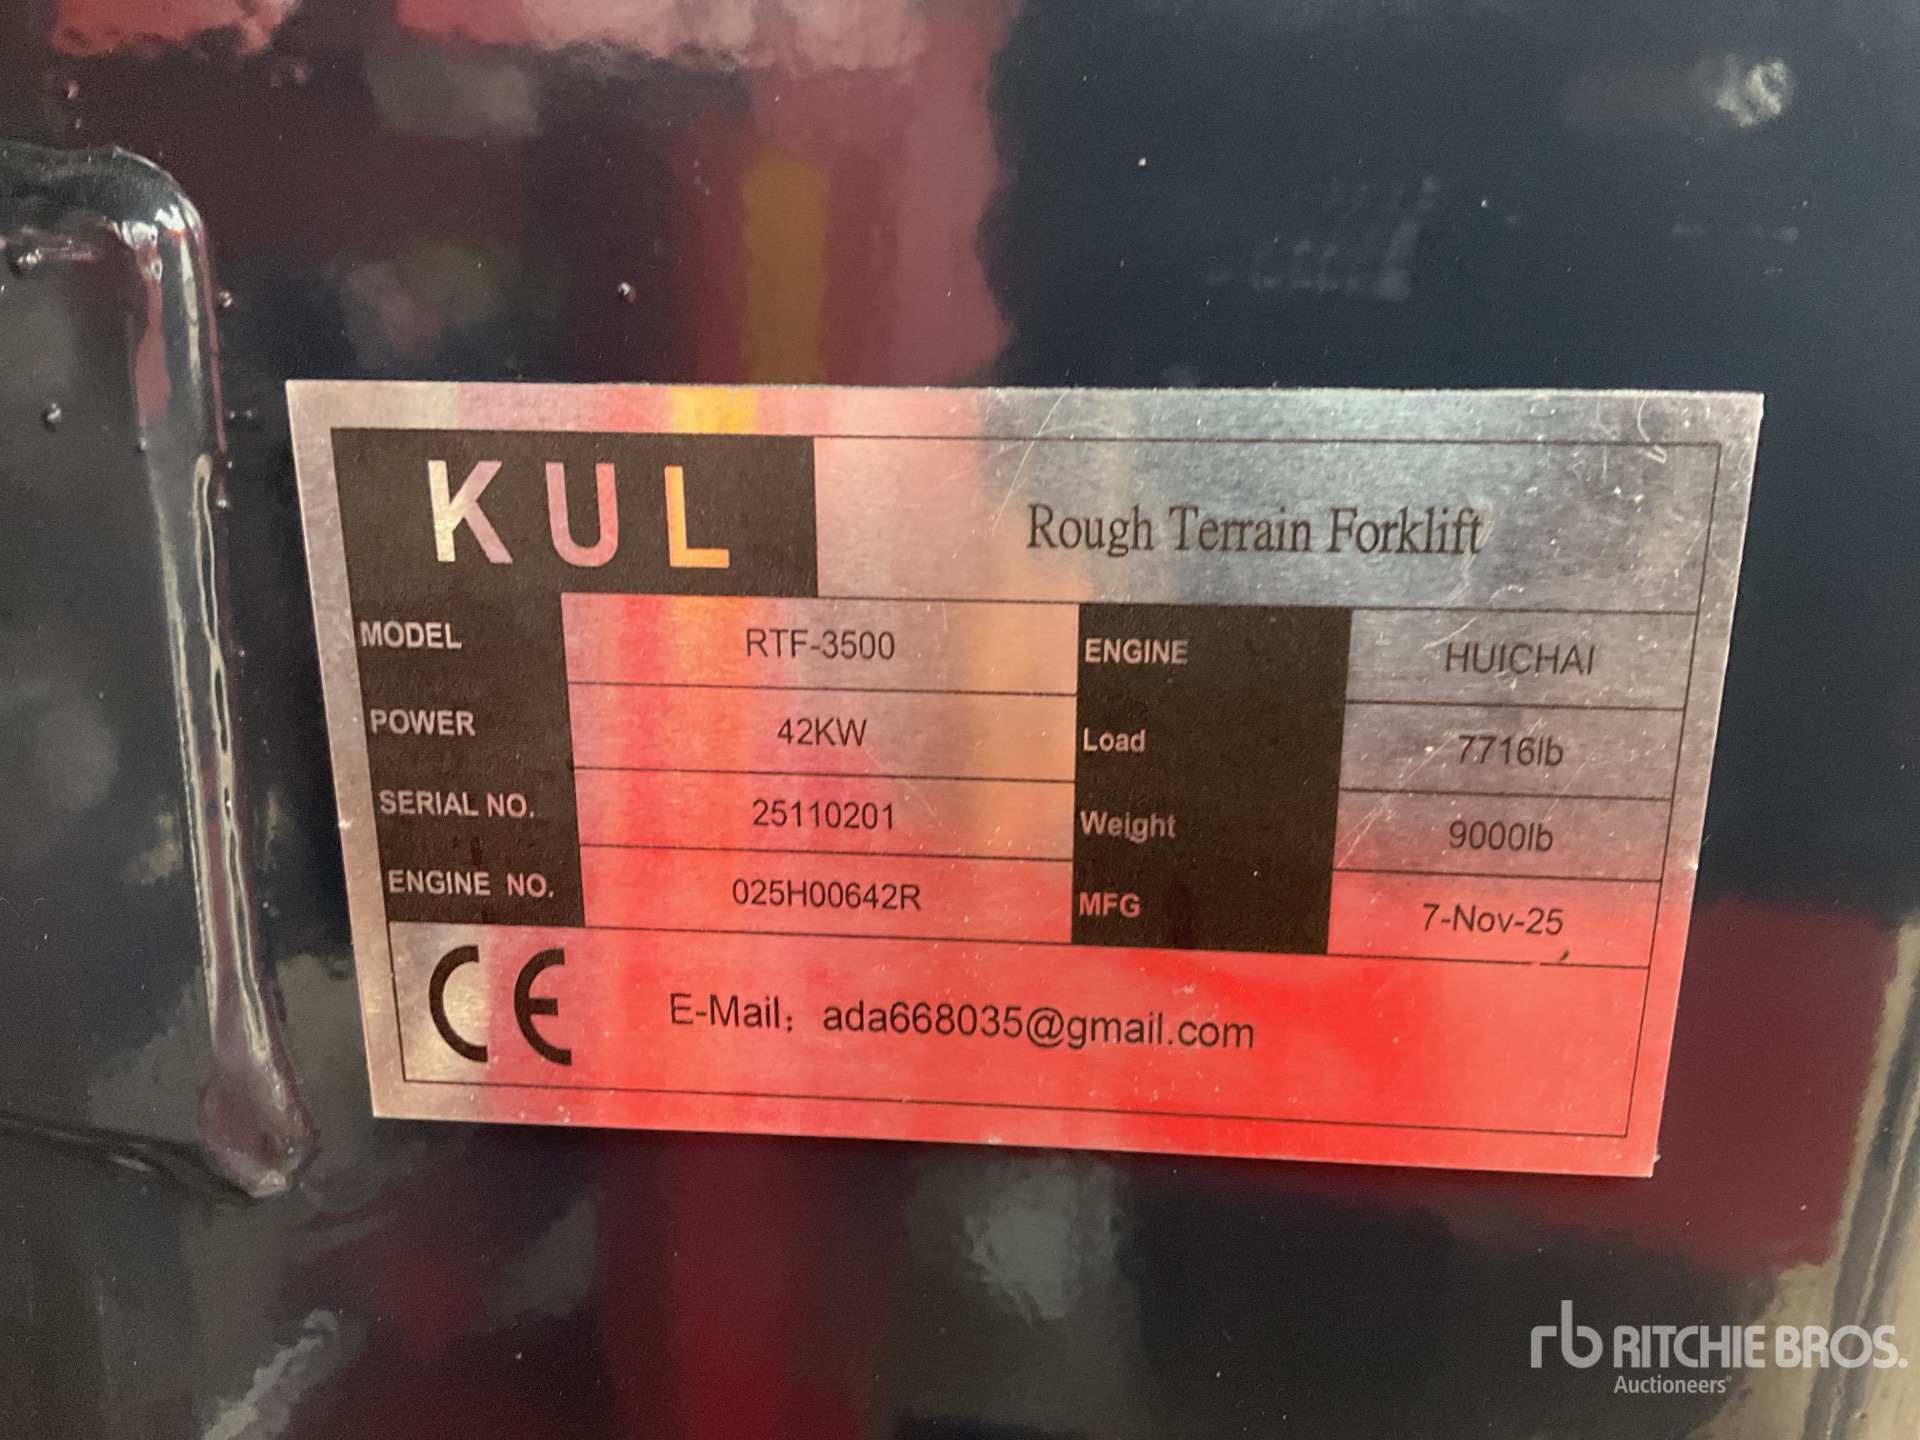 KUL Rough Terrain Forklift
MODEL RTF-3500 ENGINE HUICHAI
POWER 42KW Load 7716lb
SERIAL NO. 25110201 Weight 9000lb
ENGINE NO. 025H00642R MFG 7-Nov-25
CE E-Mail: ada668035@gmail.com
rb RITCHIE BROS.
Auctioneers